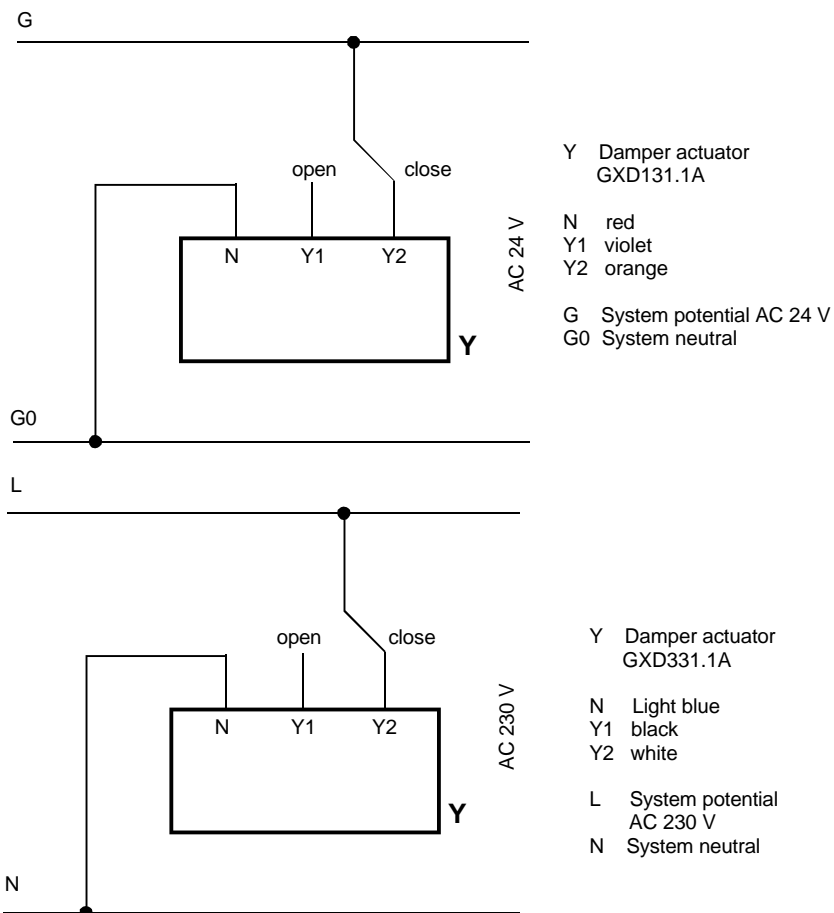 G
open
close
N
Y1
Y2
Y
AC 24 V
Y Damper actuator
GXD131.1A
N red
Y1 violet
Y2 orange
G System potential AC 24 V
G0 System neutral
G0
L
open
close
N
Y1
Y2
Y
AC 230 V
Y Damper actuator
GXD331.1A
N Light blue
Y1 black
Y2 white
L System potential
AC 230 V
N System neutral
N